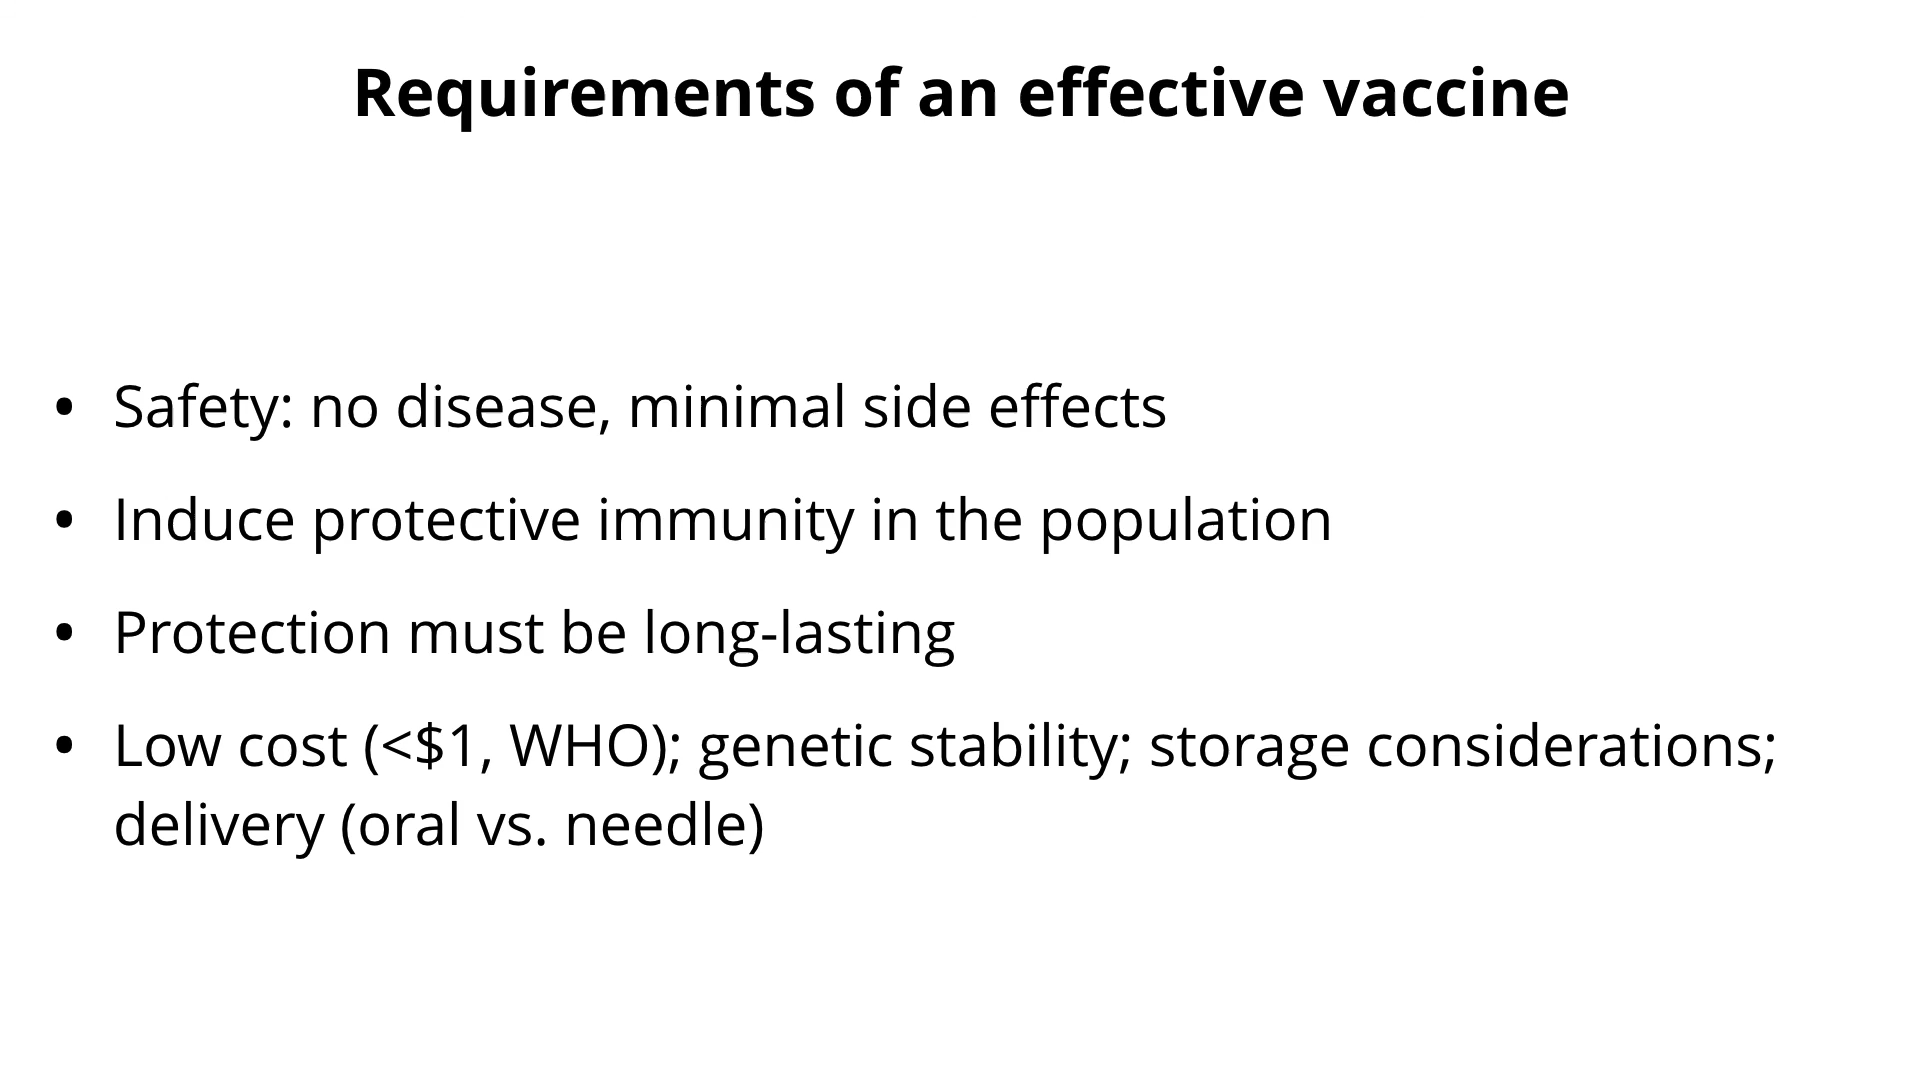 Requirements of an effective vaccine
• Safety: no disease, minimal side effects
• Induce protective immunity in the population
• Protection must be long-lasting
• Low cost (<$1, WHO); genetic stability; storage considerations;
delivery (oral vs. needle)